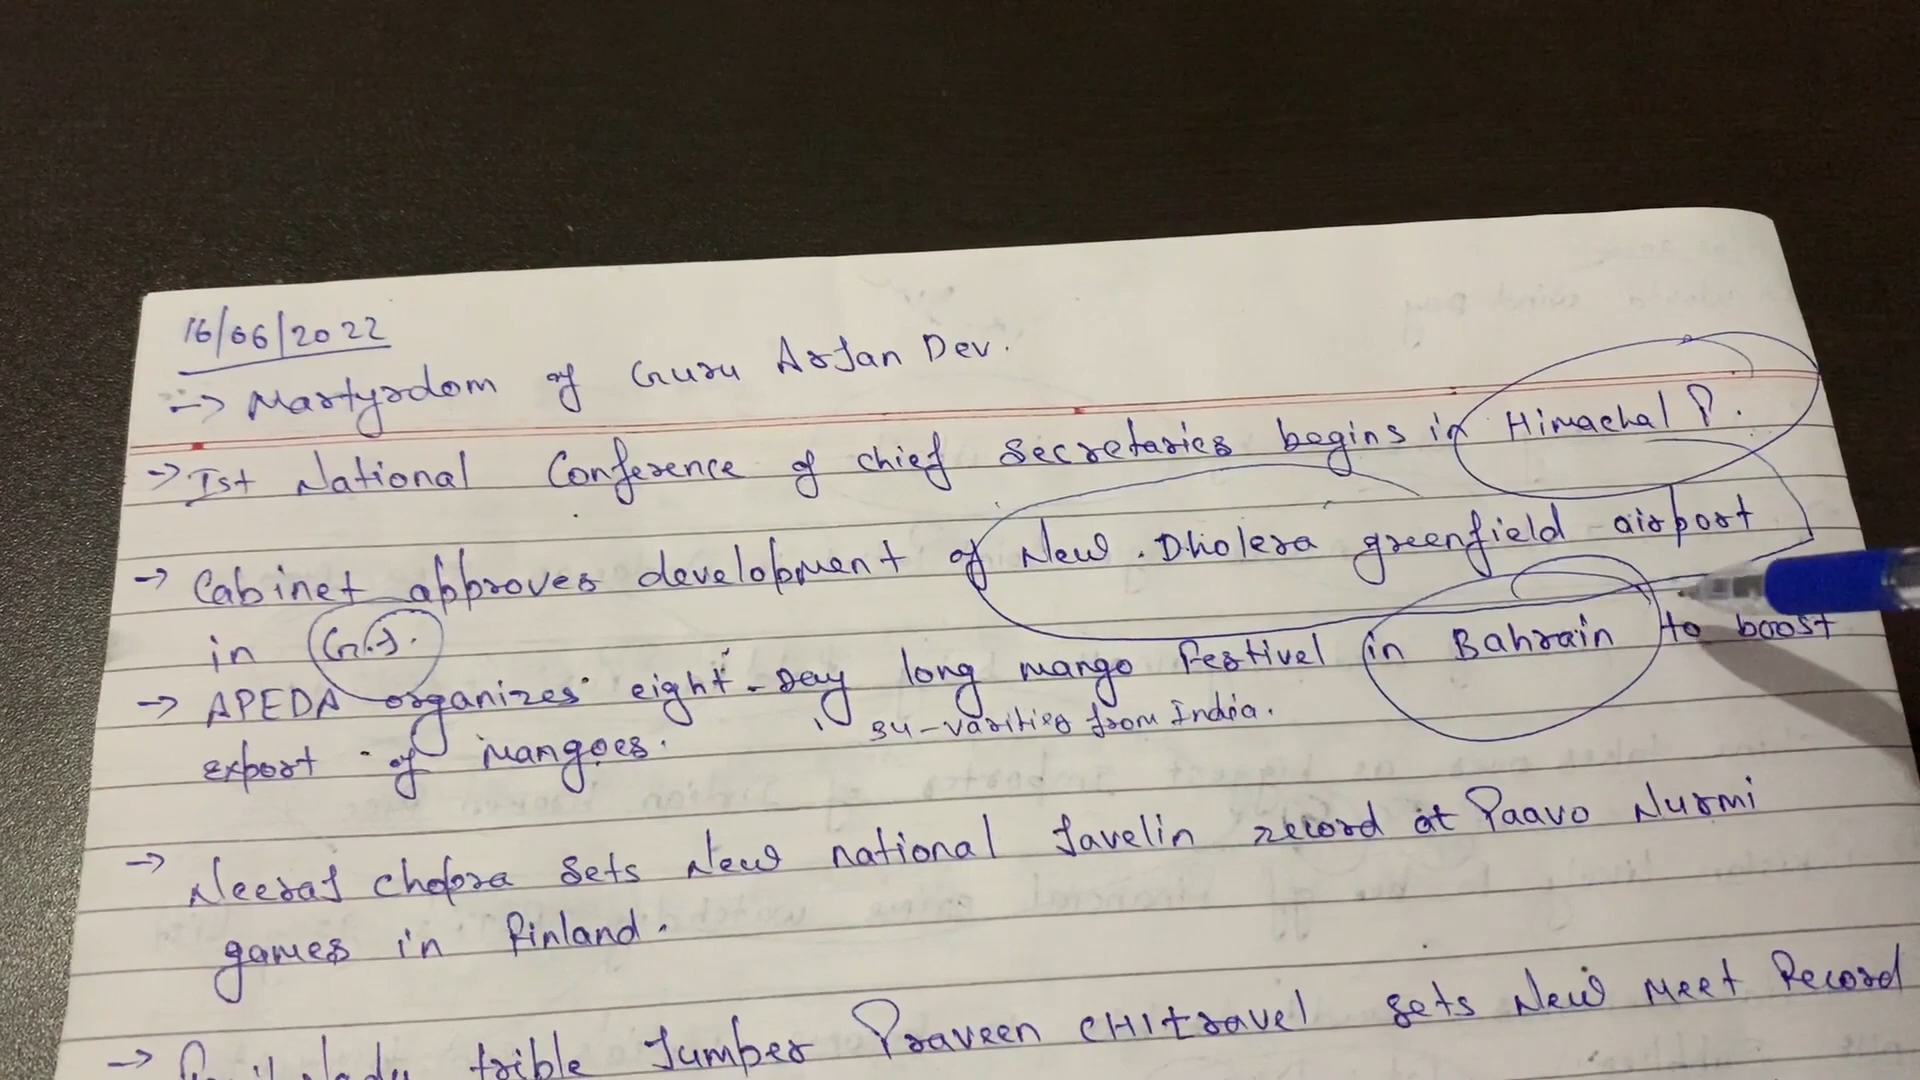 16/06/2022
-> Martyrdom of Guru Arjan Dev.
-> Ist National Conference of chief secretaries begins in Himachal P.
-> Cabinet approves development of New Dholera greenfield airport
in GJ.
-> APEDA organizes eight-day long mango Festivel in Bahrain to boost
export of Mangoes. 34-varities from India.
-> Neeraj chopra sets New national Javelin record at Paavo Nurmi
games in Finland.
-> trible Jumper Praveen CHItravel sets New Meet Record